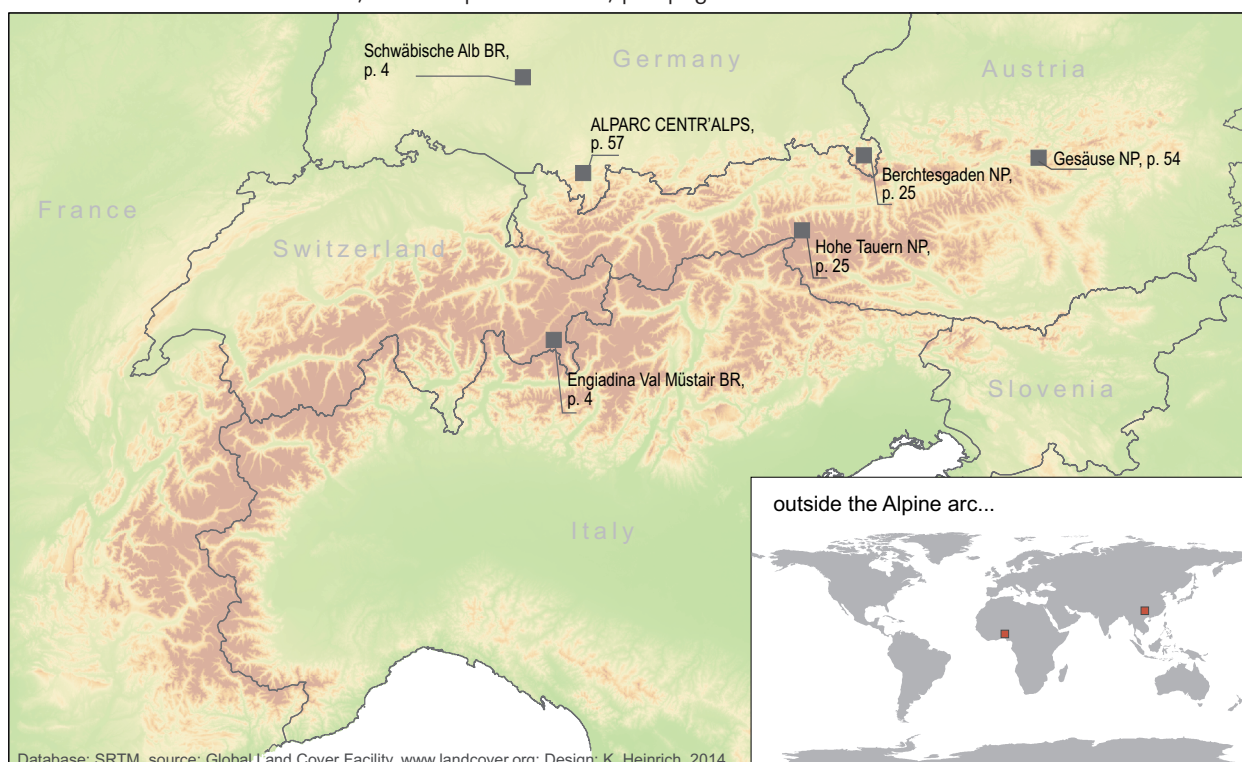 Schwäbische Alb BR,
p. 4
Germany
Austria
ALPARC CENTR'ALPS,
p. 57
Gesäuse NP, p. 54
Berchtesgaden NP,
p. 25
France
Switzerland
Hohe Tauern NP,
p. 25
Engiadina Val Müstair BR,
p. 4
Slovenia
Italy
outside the Alpine arc...
Database: SRTM, source: Global Land Cover Facility, www.landcover.org; Design: K. Heinrich, 2014